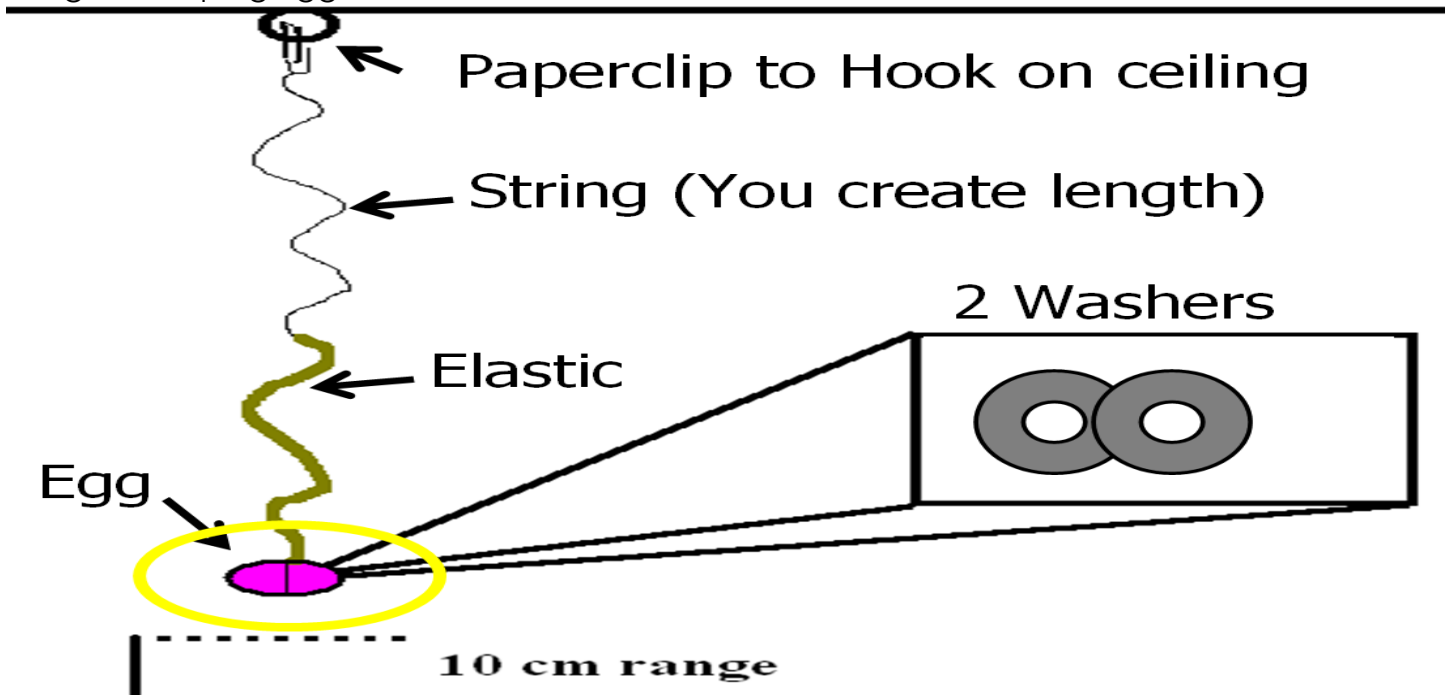 Paperclip to Hook on ceiling
String (You create length)
2 Washers
Elastic
Egg
10 cm range